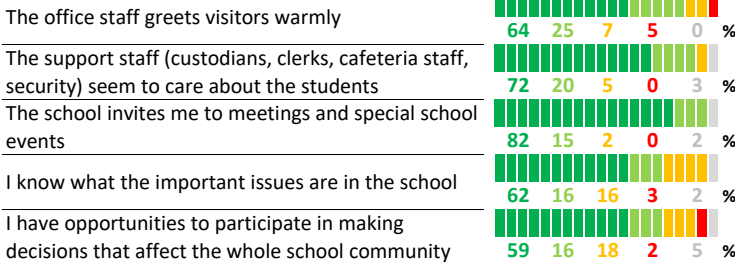 The office staff greets visitors warmly
64 25 7 5 0 %
The support staff (custodians, clerks, cafeteria staff,
security) seem to care about the students
72 20 5 0 3 %
The school invites me to meetings and special school
events
82 15 2 0 2 %
I know what the important issues are in the school
62 16 16 3 2 %
I have opportunities to participate in making
decisions that affect the whole school community
59 16 18 2 5 %